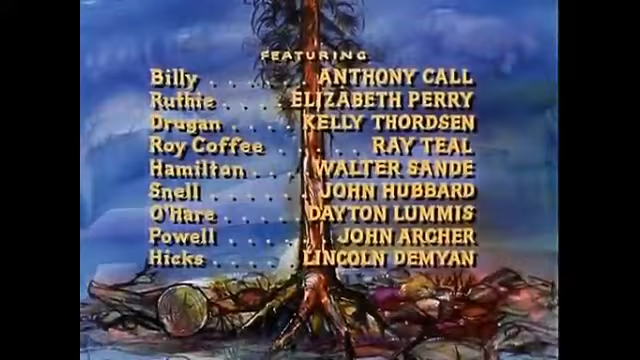 FEATURING
Billy . . . . . . ANTHONY CALL
Ruthie . . . . ELIZABETH PERRY
Drugan . . . . KELLY THORDSEN
Roy Coffee . . . . . RAY TEAL
Hamilton . . . . WALTER SANDE
Snell . . . . . . JOHN HUBBARD
O'Hare . . . . . DAYTON LUMMIS
Powell . . . . . . JOHN ARCHER
Hicks . . . . . LINCOLN DEMYAN